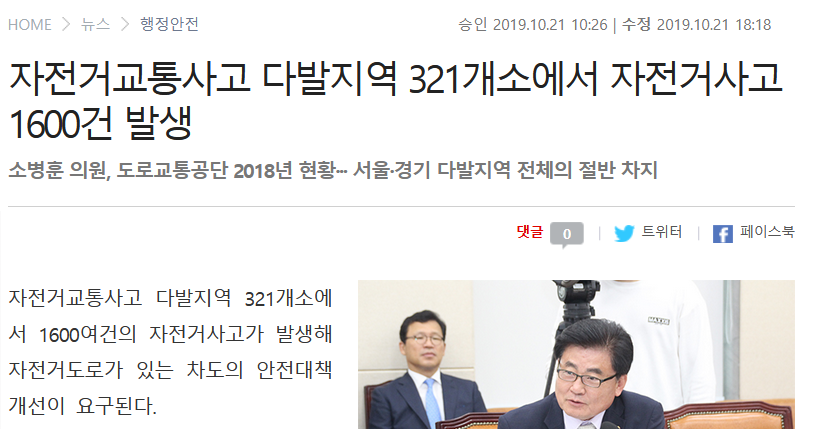 HOME > 뉴스 > 행정안전
승인 2019.10.21 10:26 | 수정 2019.10.21 18:18
자전거교통사고 다발지역 321개소에서 자전거사고
1600건 발생
소병훈 의원, 도로교통공단 2018년 현황··· 서울·경기 다발지역 전체의 절반 차지
댓글 0 | 트위터 | 페이스북
자전거교통사고 다발지역 321개소에
서 1600여건의 자전거사고가 발생해
자전거도로가 있는 차도의 안전대책
개선이 요구된다.
MAXXIS